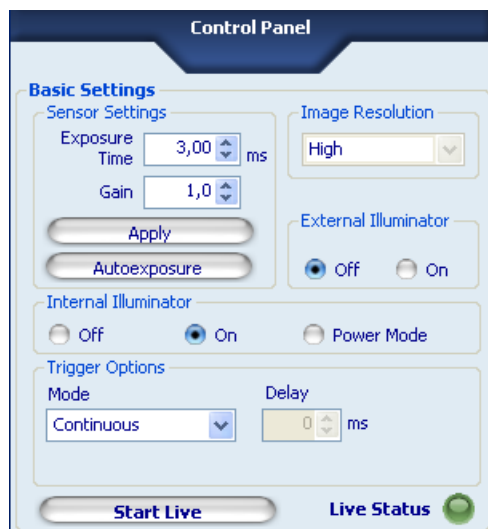 Control Panel
Basic Settings
Sensor Settings
Exposure Time 3,00 ms
Gain 1,0
Apply
Autoexposure
Image Resolution
High
External Illuminator
Off On
Internal Illuminator
Off On Power Mode
Trigger Options
Mode Delay
Continuous 0 ms
Start Live Live Status